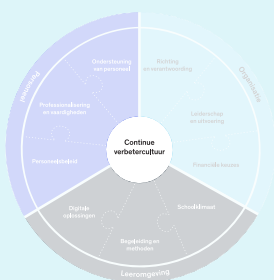 Ondersteuning
van personeel
Richting
en verantwoording
Personeel
Organisatie
Professionalisering
en vaardigheden
Leiderschap
en uitvoering
Continue
verbetercultuur
Personeelsbeleid
Financiële keuzes
Digitale
oplossingen
Schoolklimaat
Begeleiding en
methoden
Leeromgeving